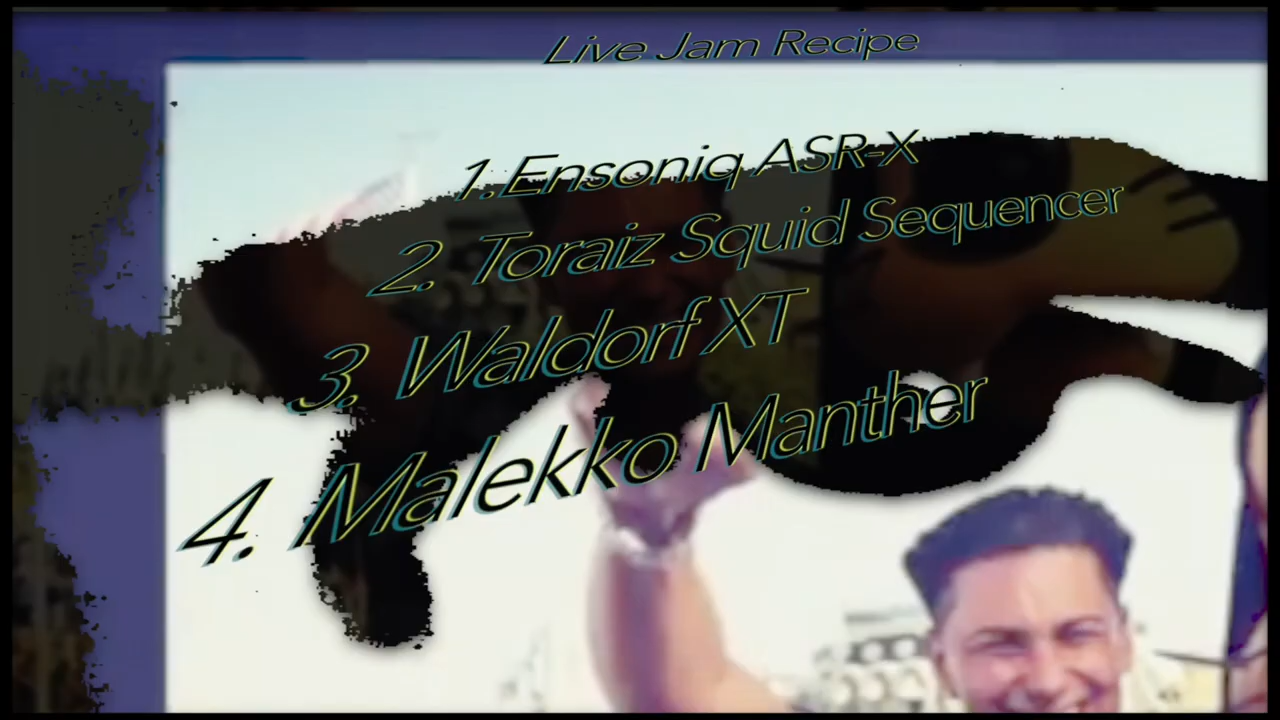 Live Jam Recipe
1.Ensoniq ASR-X
2. Toraiz Squid Sequencer
3. Waldorf XT
4. Malekko Manther